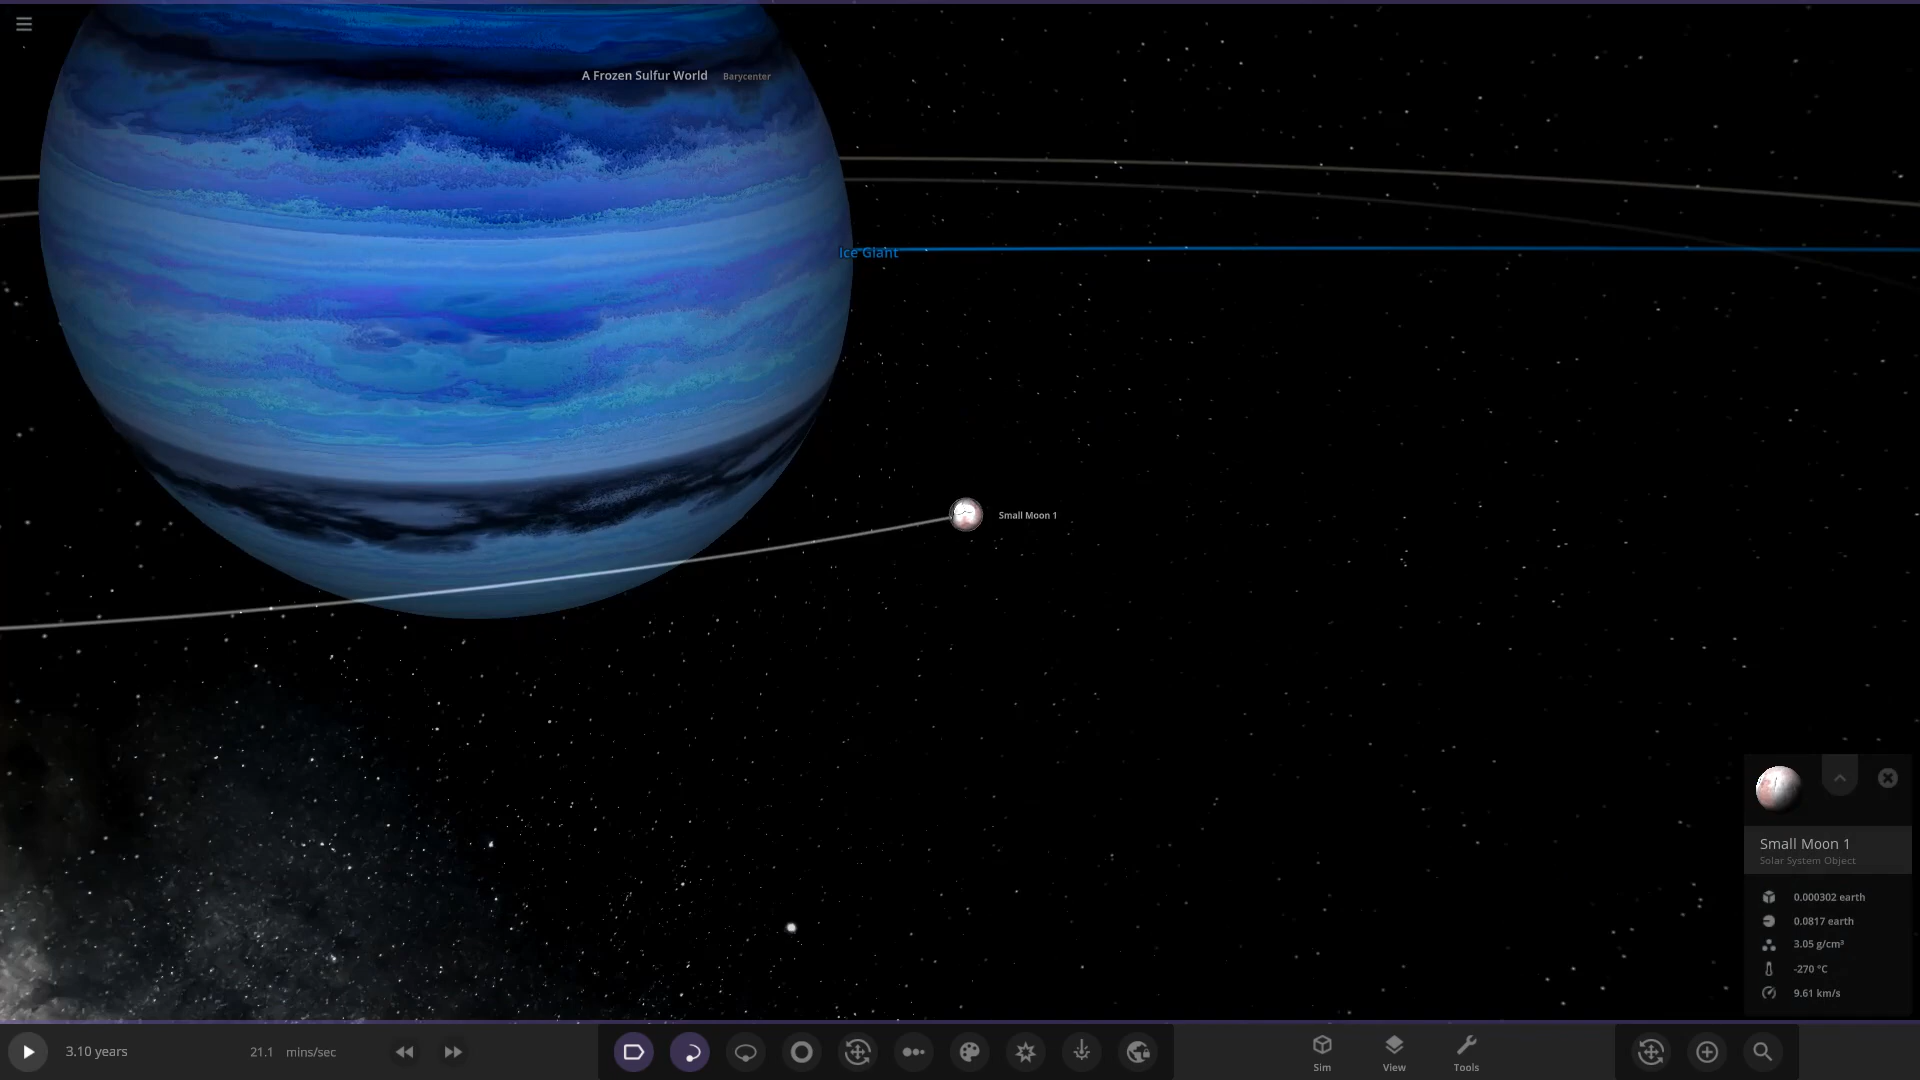 A Frozen Sulfur World Barycenter
Ice Giant
Small Moon 1
Small Moon 1
Solar System Object
0.000302 earth
0.0817 earth
3.05 g/cm³
-270 °C
9.61 km/s
3.10 years
21.1 mins/sec
Sim
View
Tools